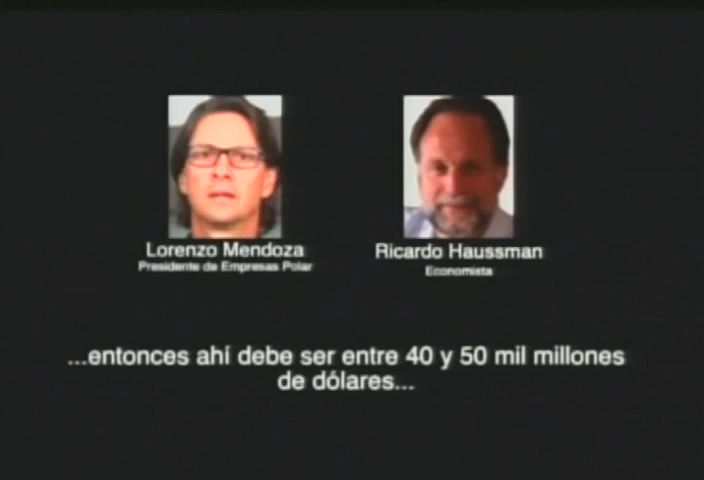 Lorenzo Mendoza
Presidente de Empresas Polar
Ricardo Haussman
Economista
...entonces ahí debe ser entre 40 y 50 mil millones
de dólares...